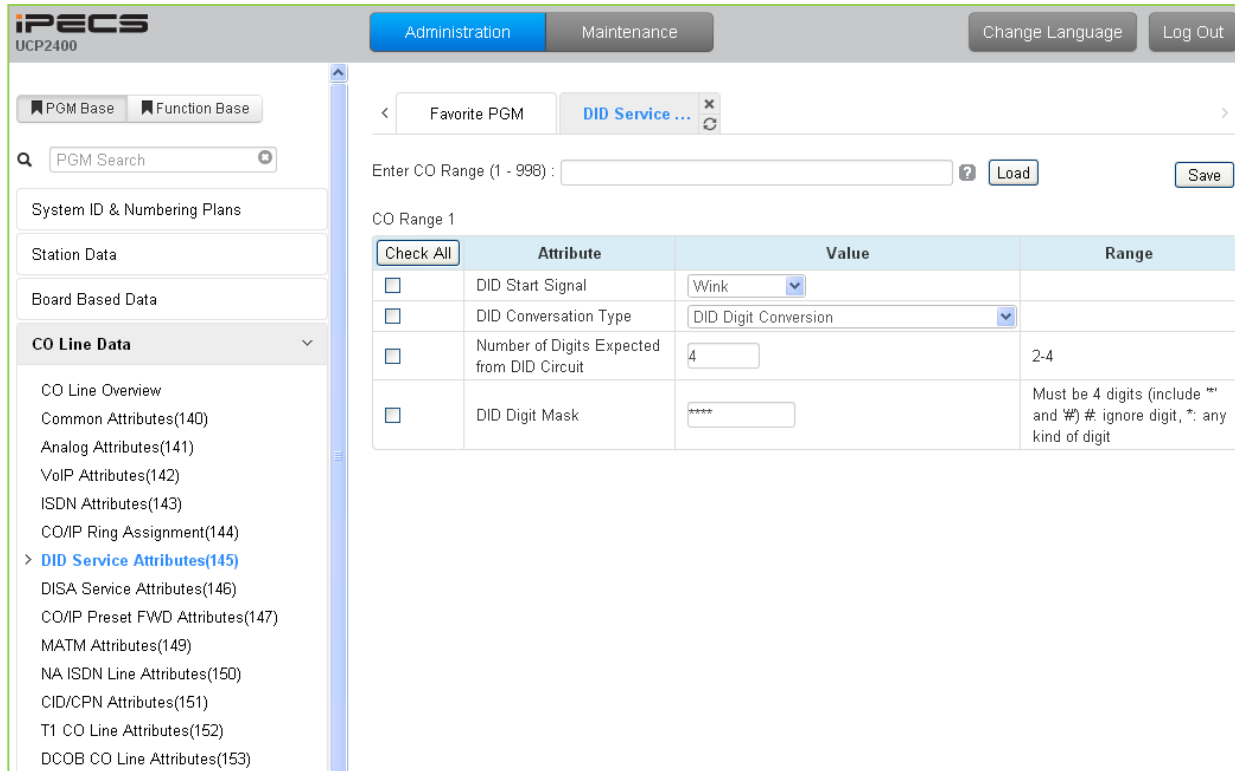 iPECS
UCP2400
Administration
Maintenance
Change Language
Log Out
PGM Base
Function Base
PGM Search
System ID & Numbering Plans
Station Data
Board Based Data
CO Line Data
CO Line Overview
Common Attributes(140)
Analog Attributes(141)
VoIP Attributes(142)
ISDN Attributes(143)
CO/IP Ring Assignment(144)
> DID Service Attributes(145)
DISA Service Attributes(146)
CO/IP Preset FWD Attributes(147)
MATM Attributes(149)
NA ISDN Line Attributes(150)
CID/CPN Attributes(151)
T1 CO Line Attributes(152)
DCOB CO Line Attributes(153)
< Favorite PGM
DID Service ...
>
Enter CO Range (1 - 998) :
? Load
Save
CO Range 1
Check All Attribute Value Range
DID Start Signal Wink
DID Conversation Type DID Digit Conversion
Number of Digits Expected
from DID Circuit
4
2-4
DID Digit Mask
****
Must be 4 digits (include '*'
and '#') #: ignore digit, *: any
kind of digit